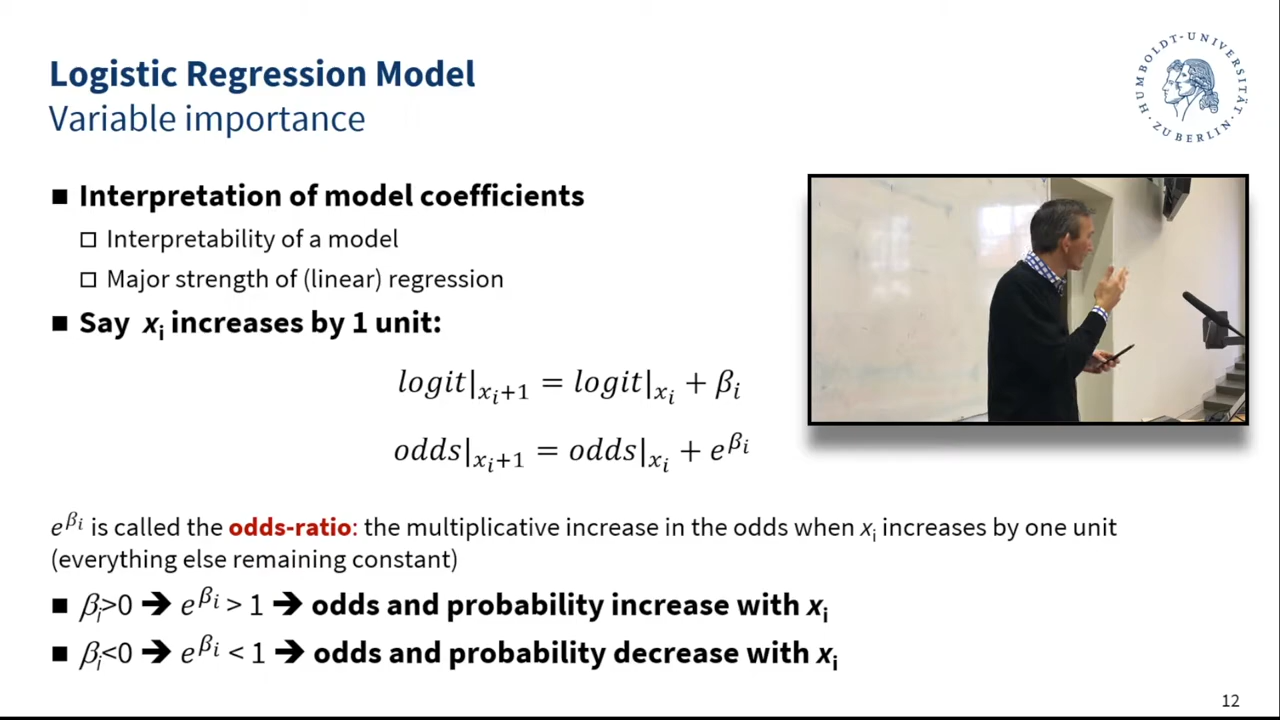 Logistic Regression Model
Variable importance
HUMBOLDT-UNIVERSITÄT ZU BERLIN
■ Interpretation of model coefficients
□ Interpretability of a model
□ Major strength of (linear) regression
■ Say xᵢ increases by 1 unit:
logit|ₓᵢ₊₁ = logit|ₓᵢ + βᵢ
odds|ₓᵢ₊₁ = odds|ₓᵢ + e^βᵢ
e^βᵢ is called the odds-ratio: the multiplicative increase in the odds when xᵢ increases by one unit
(everything else remaining constant)
■ βᵢ>0 ➔ e^βᵢ > 1 ➔ odds and probability increase with xᵢ
■ βᵢ<0 ➔ e^βᵢ < 1 ➔ odds and probability decrease with xᵢ
12